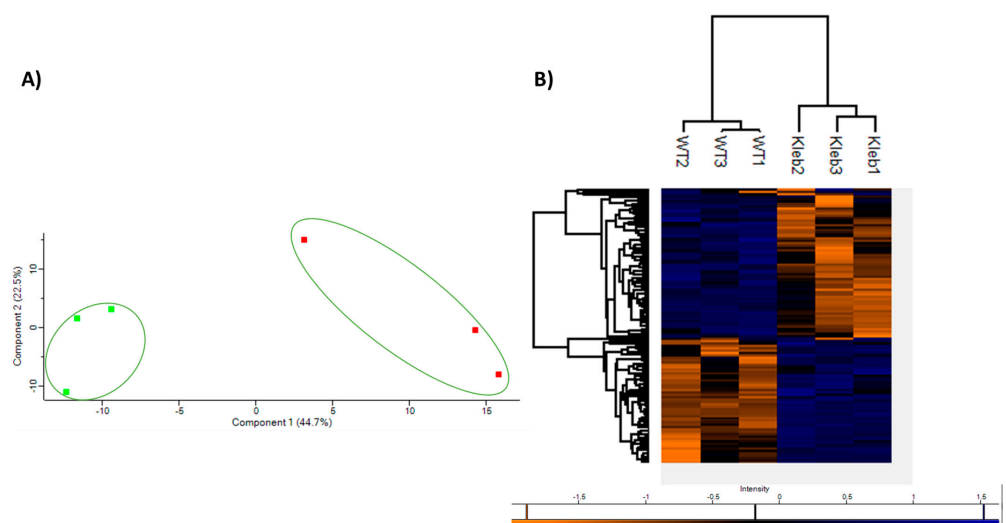 A)
B)
WT2
WT3
WT1
Kleb2
Kleb3
Kleb1
Component 2 (22.5%)
10
0
-10
-10
-5
0
5
10
15
Component 1 (44.7%)
Intensity
-1.5
-1
-0.5
0
0.5
1
1.5